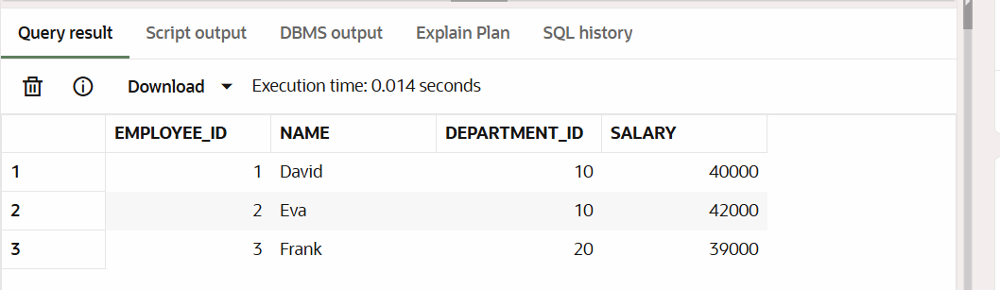 Query result Script output DBMS output Explain Plan SQL history
Download Execution time: 0.014 seconds
EMPLOYEE_ID NAME DEPARTMENT_ID SALARY
1 1 David 10 40000
2 2 Eva 10 42000
3 3 Frank 20 39000